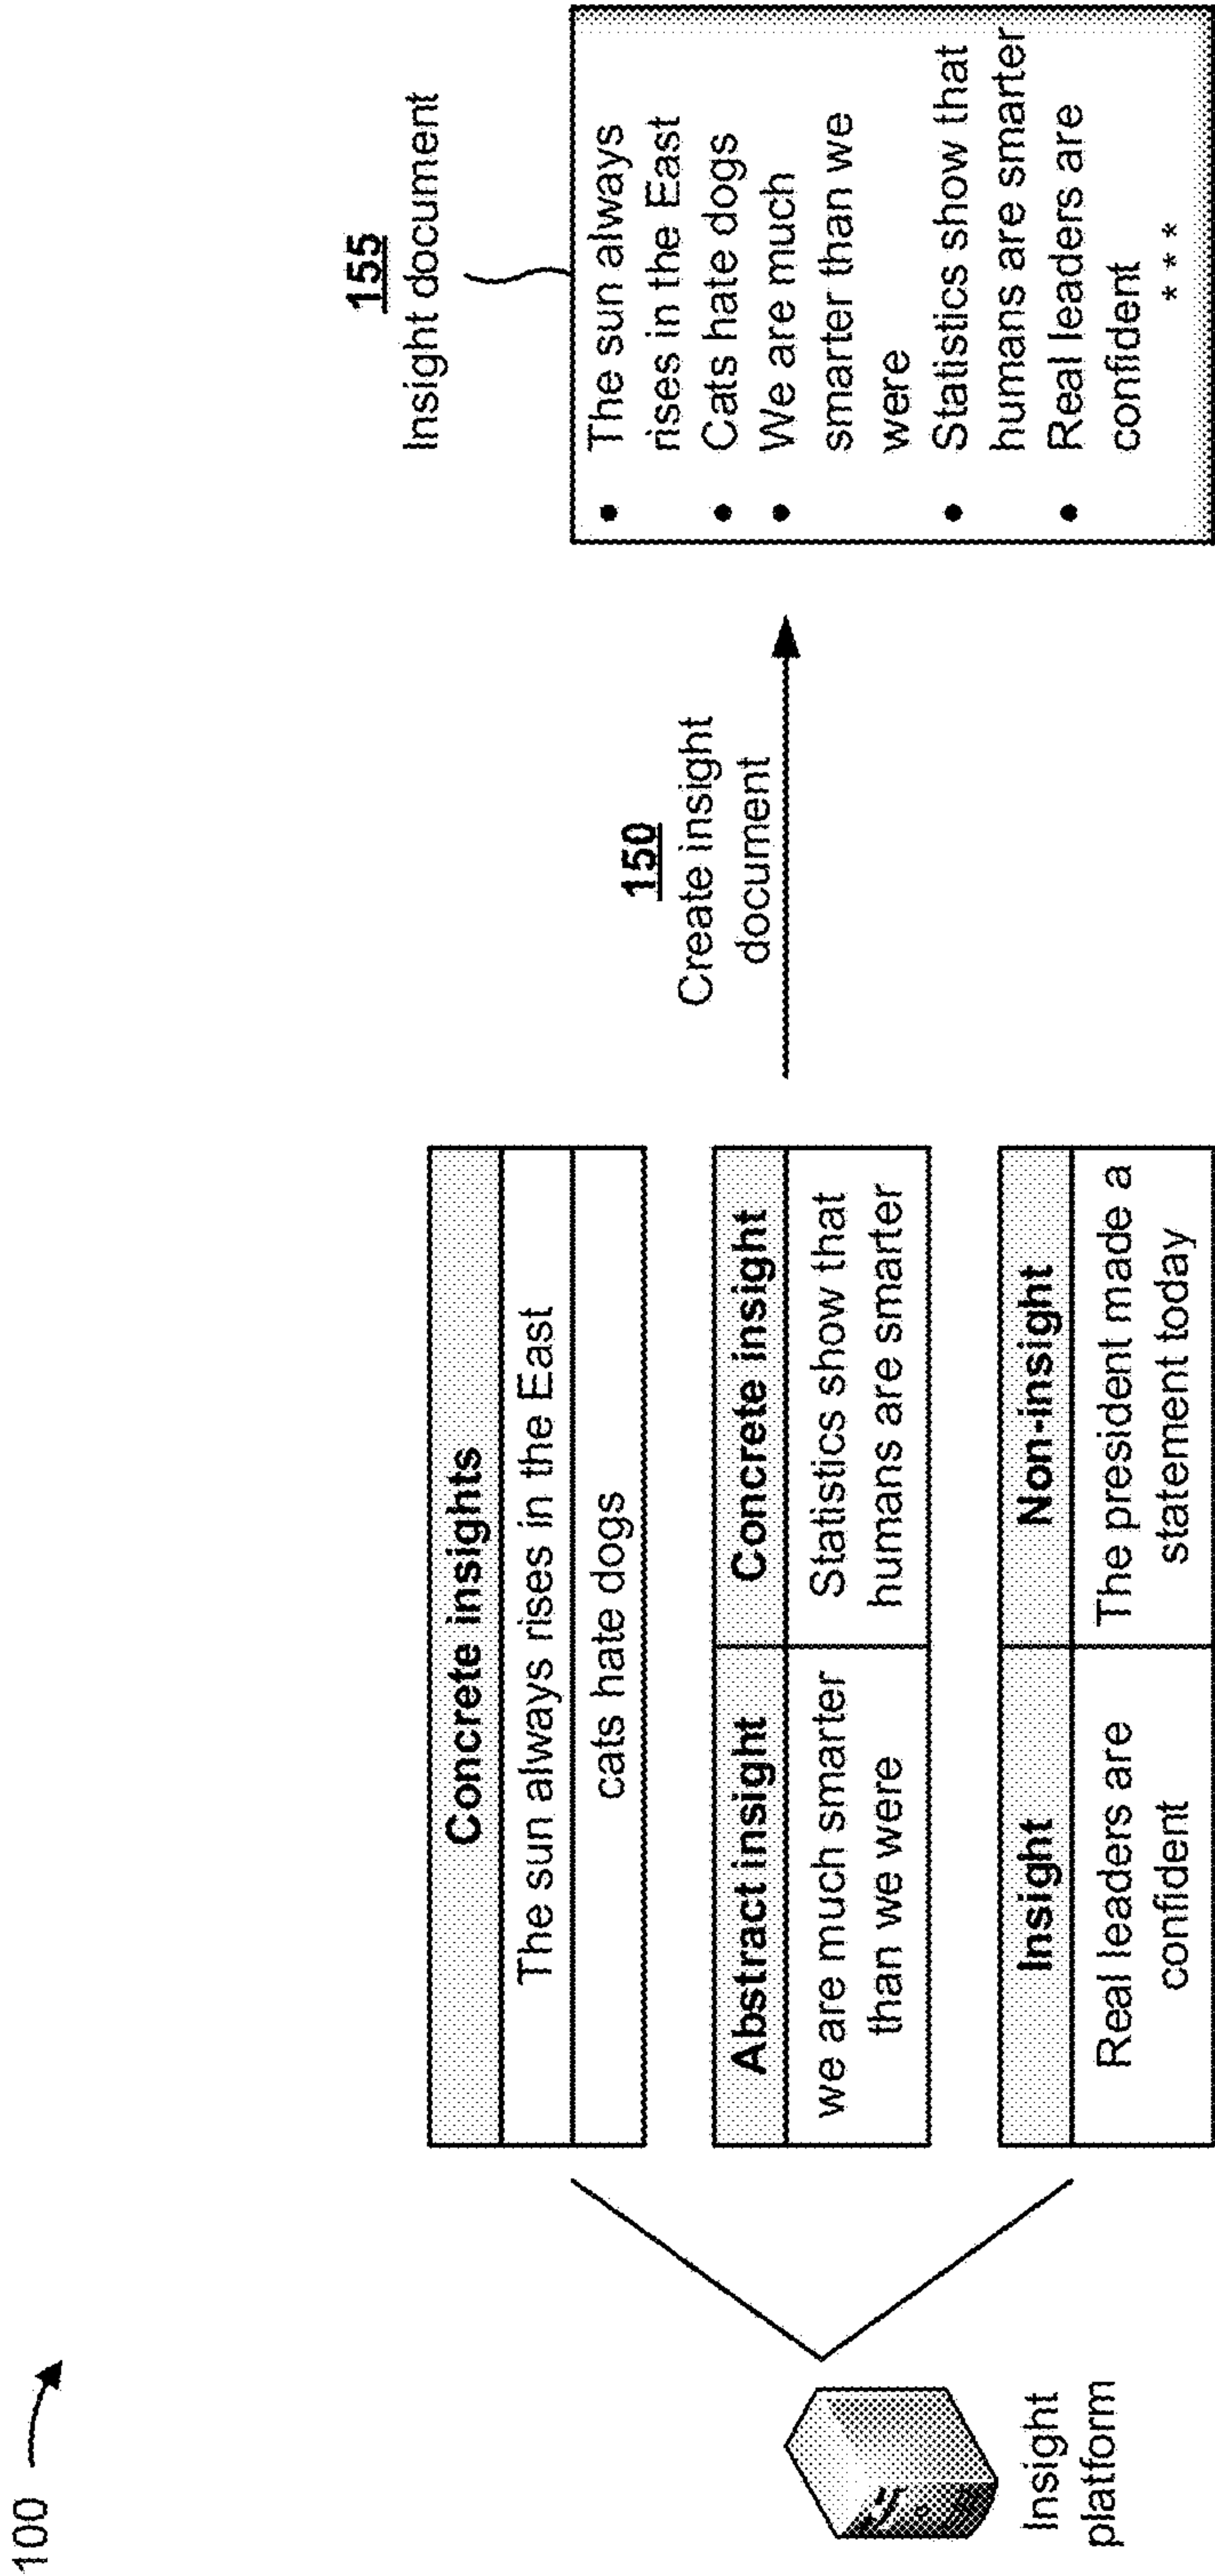 100
Insight
platform
Concrete insights
The sun always rises in the East
cats hate dogs
Abstract insight
Concrete insight
we are much smarter
than we were
Statistics show that
humans are smarter
Insight
Non-insight
Real leaders are
confident
The president made a
statement today
150
Create insight
document
155
Insight document
• The sun always
rises in the East
• Cats hate dogs
• We are much
smarter than we
were
• Statistics show that
humans are smarter
• Real leaders are
confident
* * *